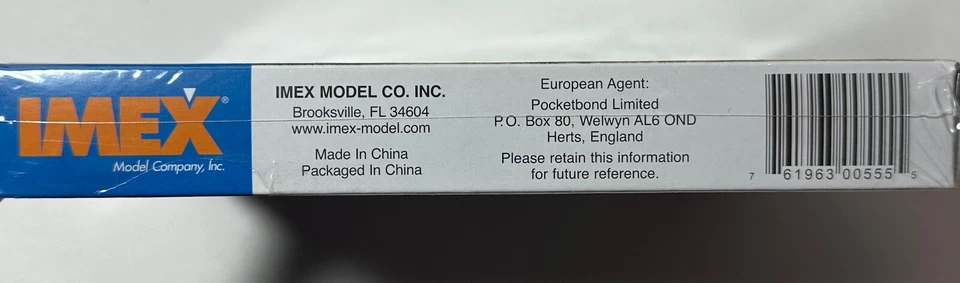 IMEX®
Model Company, Inc.
IMEX MODEL CO. INC.
Brooksville, FL 34604
www.imex-model.com
Made In China
Packaged In China
European Agent:
Pocketbond Limited
P.O. Box 80, Welwyn AL6 OND
Herts, England
Please retain this information
for future reference.
7 61963 00555 5